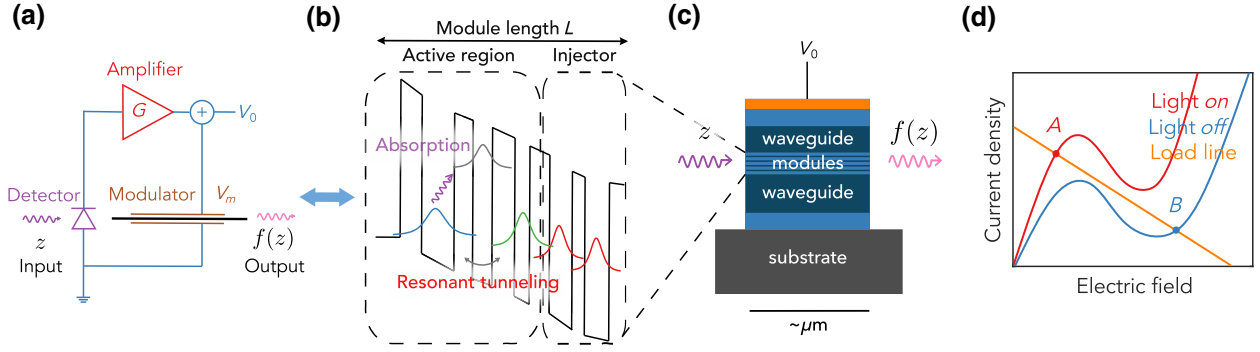 (a)
Amplifier
G
+
V0
Detector
Modulator
Vm
z
f(z)
Input
Output
(b)
Module length L
Active region
Injector
Absorption
Resonant tunneling
(c)
V0
z
f(z)
waveguide
modules
waveguide
substrate
~μm
(d)
Light on
Light off
Load line
A
B
Current density
Electric field